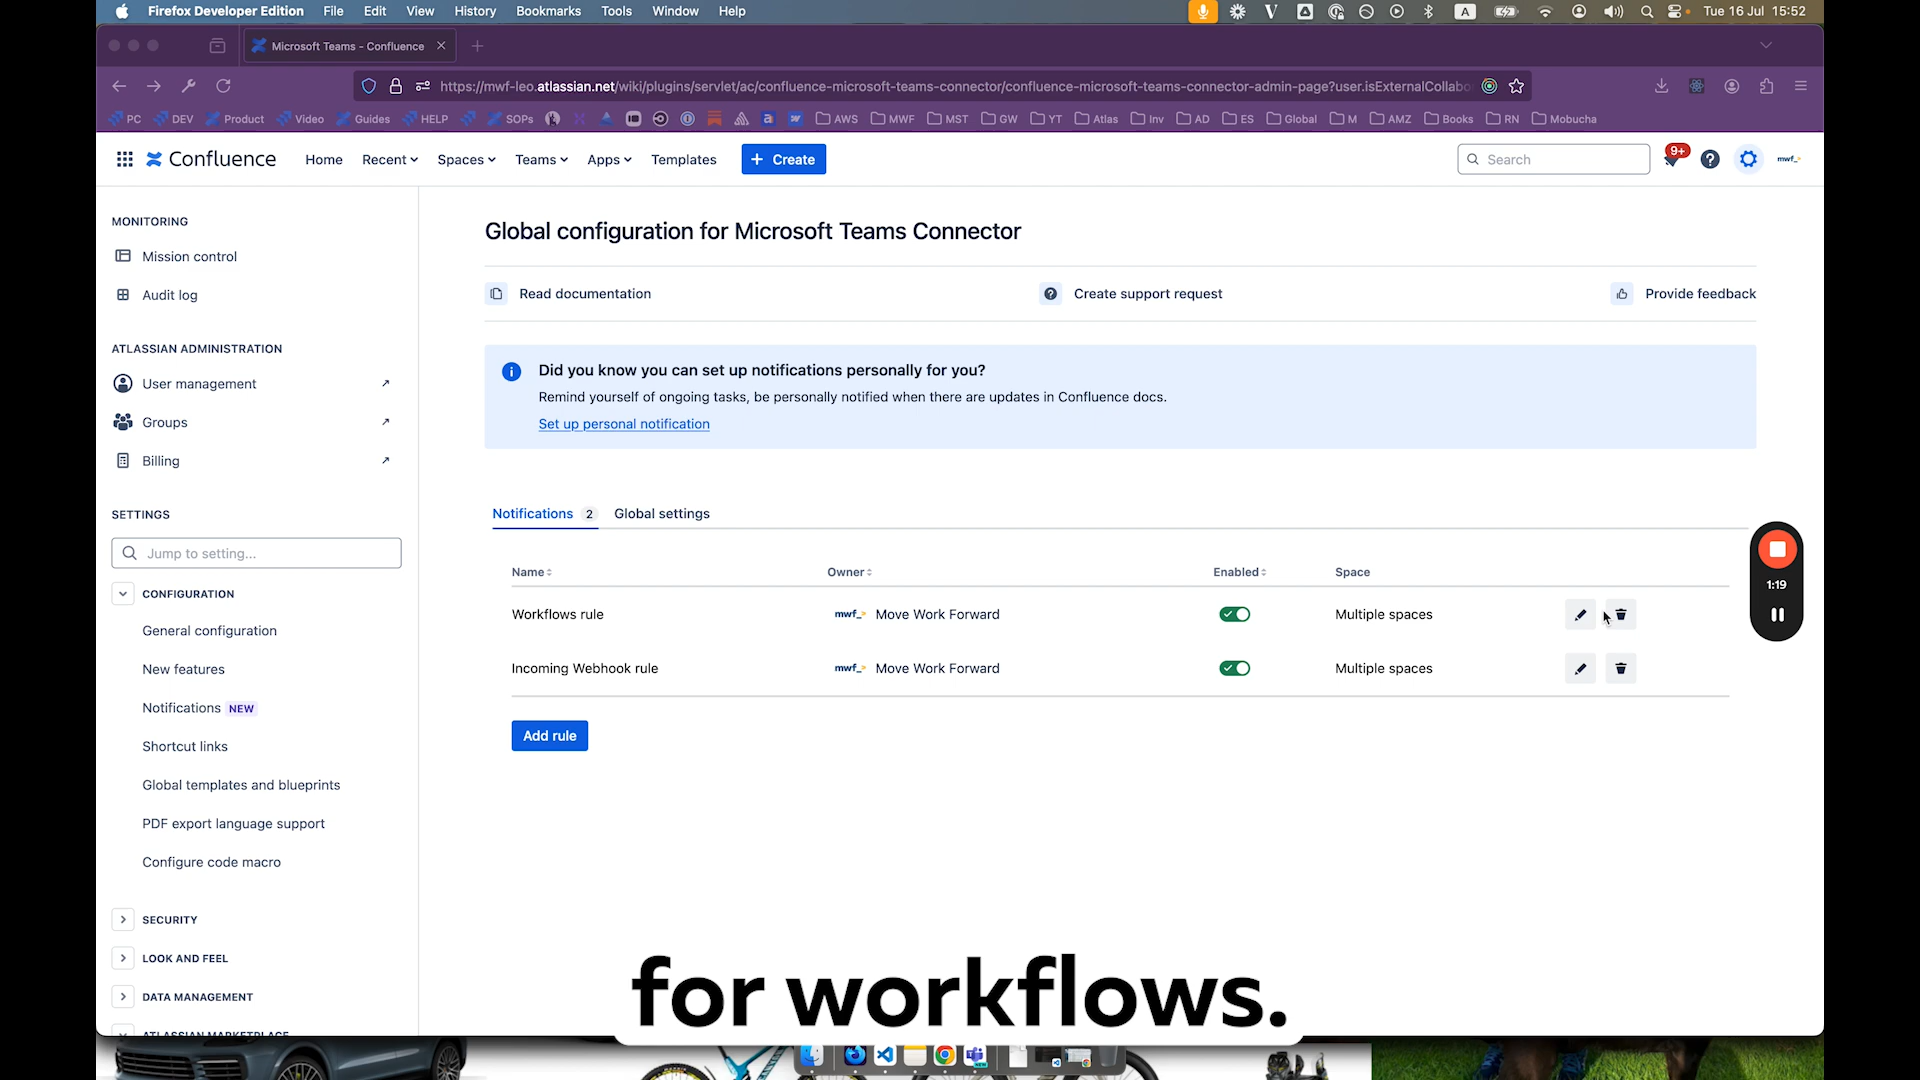 Firefox Developer Edition File Edit View History Bookmarks Tools Window Help
V A Tue 16 Jul 15:52
Microsoft Teams - Confluence
https://mwf-leo.atlassian.net/wiki/plugins/servlet/ac/confluence-microsoft-teams-connector/confluence-microsoft-teams-connector-admin-page?user.isExternalCollabo
PC DEV Product Video Guides HELP SOPs AWS MWF MST GW YT Atlas Inv AD ES Global M AMZ Books RN Mobucha
Confluence Home Recent Spaces Teams Apps Templates + Create Search 9+ mwf_>
MONITORING
Mission control
Audit log
ATLASSIAN ADMINISTRATION
User management
Groups
Billing
SETTINGS
Jump to setting...
CONFIGURATION
General configuration
New features
Notifications NEW
Shortcut links
Global templates and blueprints
PDF export language support
Configure code macro
SECURITY
LOOK AND FEEL
DATA MANAGEMENT
ATLASSIAN MARKETPLACE
Global configuration for Microsoft Teams Connector
Read documentation Create support request Provide feedback
Did you know you can set up notifications personally for you?
Remind yourself of ongoing tasks, be personally notified when there are updates in Confluence docs.
Set up personal notification
Notifications 2 Global settings
Name Owner Enabled Space
Workflows rule mwf_> Move Work Forward Multiple spaces
Incoming Webhook rule mwf_> Move Work Forward Multiple spaces
Add rule
1:19
for workflows.